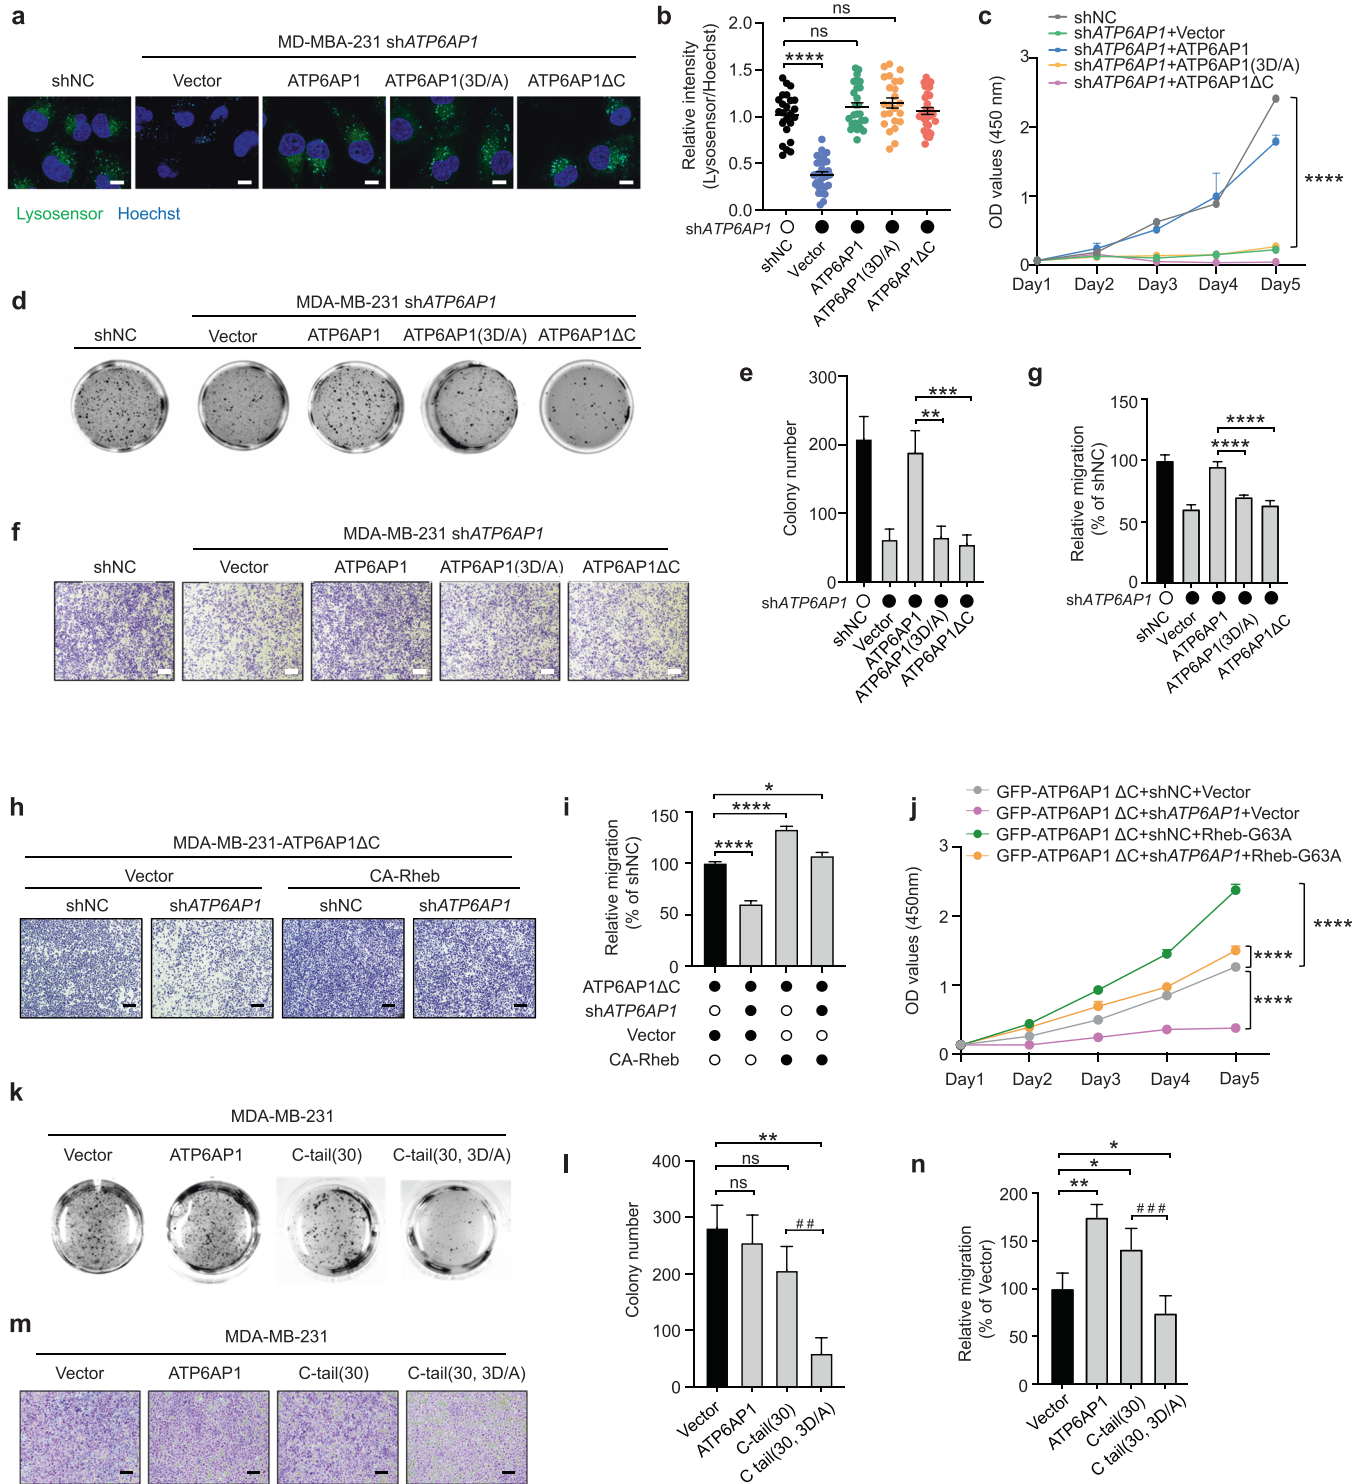 a
MD-MBA-231 shATP6AP1
shNC Vector ATP6AP1 ATP6AP1(3D/A) ATP6AP1ΔC
Lysosensor Hoechst
b
ns
ns
****
Relative intensity
(Lysosensor/Hoechst)
2.0
1.5
1.0
0.5
0.0
shATP6AP1
shNC
Vector
ATP6AP1
ATP6AP1(3D/A)
ATP6AP1ΔC
c
shNC
shATP6AP1+Vector
shATP6AP1+ATP6AP1
shATP6AP1+ATP6AP1(3D/A)
shATP6AP1+ATP6AP1ΔC
OD values (450 nm)
3
2
1
0
****
Day1 Day2 Day3 Day4 Day5
d
MDA-MB-231 shATP6AP1
shNC Vector ATP6AP1 ATP6AP1(3D/A) ATP6AP1ΔC
e
Colony number
300
200
100
0
***
**
shATP6AP1
shNC
Vector
ATP6AP1
ATP6AP1(3D/A)
ATP6AP1ΔC
f
MDA-MB-231 shATP6AP1
shNC Vector ATP6AP1 ATP6AP1(3D/A) ATP6AP1ΔC
g
Relative migration
(% of shNC)
150
100
50
0
****
****
shATP6AP1
shNC
Vector
ATP6AP1
ATP6AP1(3D/A)
ATP6AP1ΔC
h
MDA-MB-231-ATP6AP1ΔC
Vector CA-Rheb
shNC shATP6AP1 shNC shATP6AP1
i
Relative migration
(% of shNC)
150
100
50
0
*
****
****
ATP6AP1ΔC
shATP6AP1
Vector
CA-Rheb
j
GFP-ATP6AP1 ΔC+shNC+Vector
GFP-ATP6AP1 ΔC+shATP6AP1+Vector
GFP-ATP6AP1 ΔC+shNC+Rheb-G63A
GFP-ATP6AP1 ΔC+shATP6AP1+Rheb-G63A
OD values (450nm)
3
2
1
0
****
****
****
Day1 Day2 Day3 Day4 Day5
k
MDA-MB-231
Vector ATP6AP1 C-tail(30) C-tail(30, 3D/A)
l
Colony number
400
300
200
100
0
**
ns
ns
##
Vector
ATP6AP1
C-tail(30)
C tail(30, 3D/A)
m
MDA-MB-231
Vector ATP6AP1 C-tail(30) C-tail(30, 3D/A)
n
Relative migration
(% of Vector)
200
150
100
50
0
*
*
**
###
Vector
ATP6AP1
C-tail(30)
C tail(30, 3D/A)